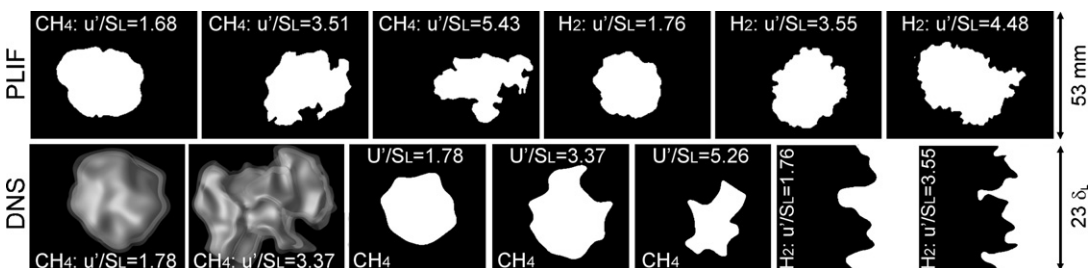 PLIF
CH4: u'/SL=1.68
CH4: u'/SL=3.51
CH4: u'/SL=5.43
H2: u'/SL=1.76
H2: u'/SL=3.55
H2: u'/SL=4.48
53 mm
DNS
CH4: u'/SL=1.78
CH4: u'/SL=3.37
U'/SL=1.78
CH4
U'/SL=3.37
CH4
U'/SL=5.26
CH4
H2: u'/SL=1.76
H2: u'/SL=3.55
23 δL